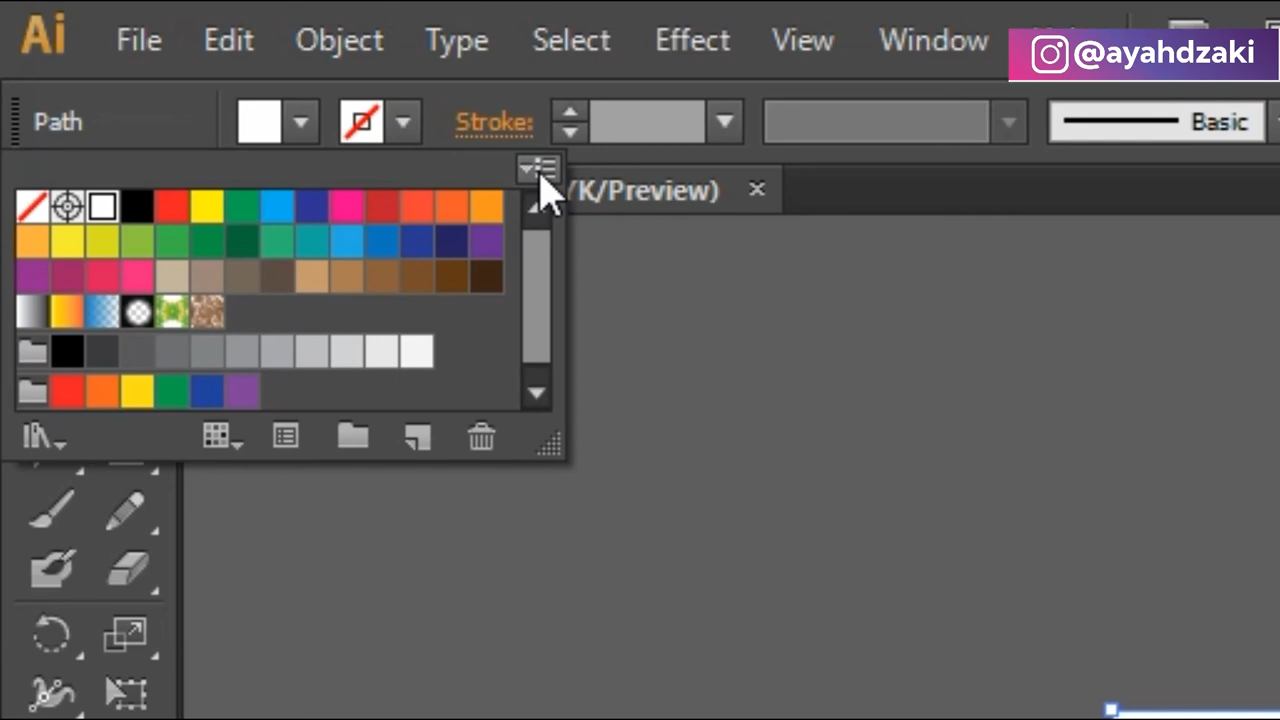 Ai File Edit Object Type Select Effect View Window
@ayahdzaki
Path Stroke: Basic
/K/Preview) ×